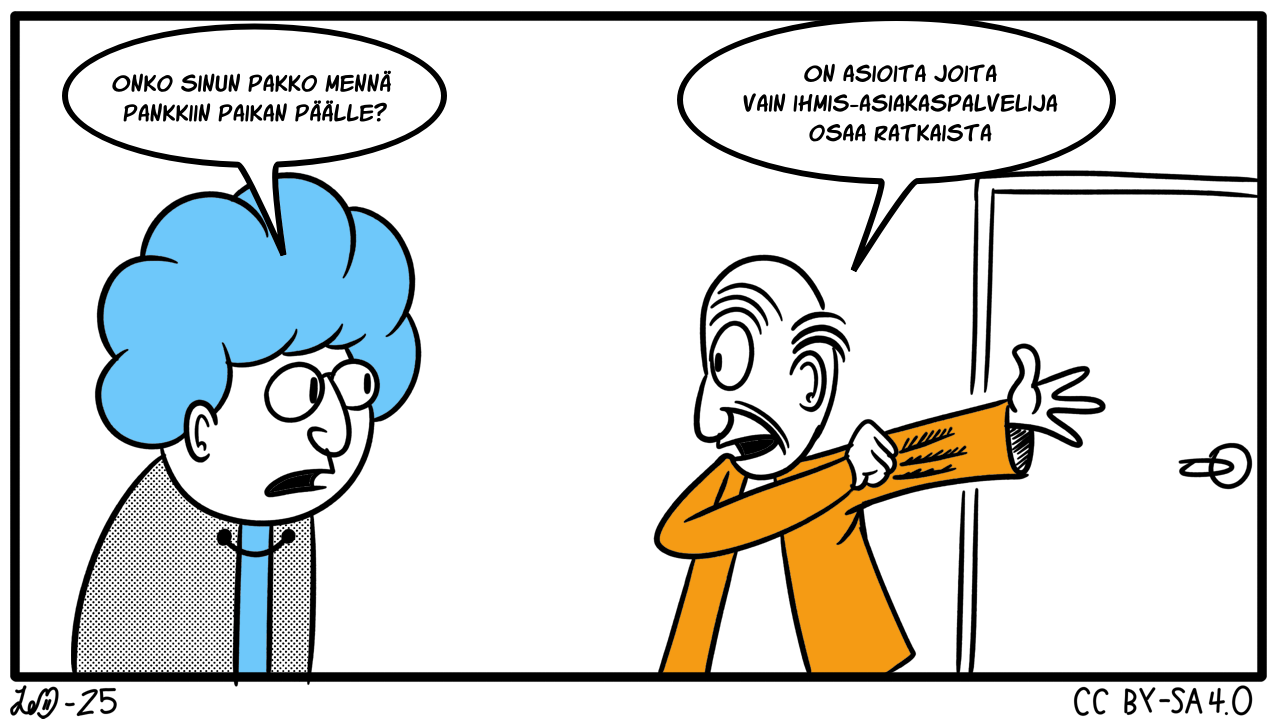 ONKO SINUN PAKKO MENNÄ
PANKKIIN PAIKAN PÄÄLLE?
ON ASIOITA JOITA
VAIN IHMIS-ASIAKASPALVELIJA
OSAA RATKAISTA
-25
CC BY-SA 4.0